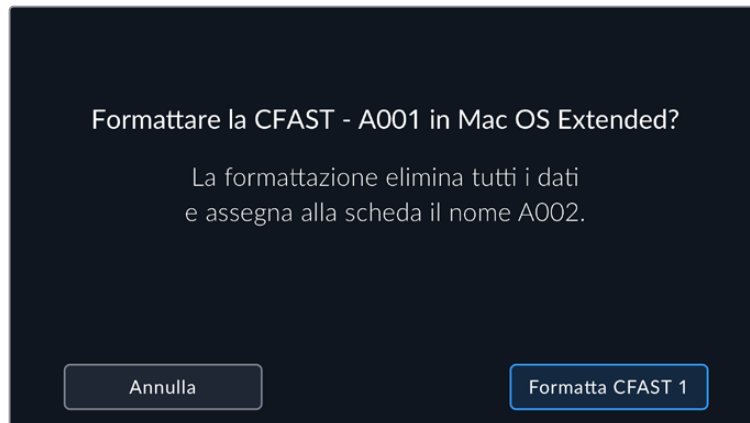 Formattare la CFAST - A001 in Mac OS Extended?
La formattazione elimina tutti i dati
e assegna alla scheda il nome A002.
Annulla
Formatta CFAST 1